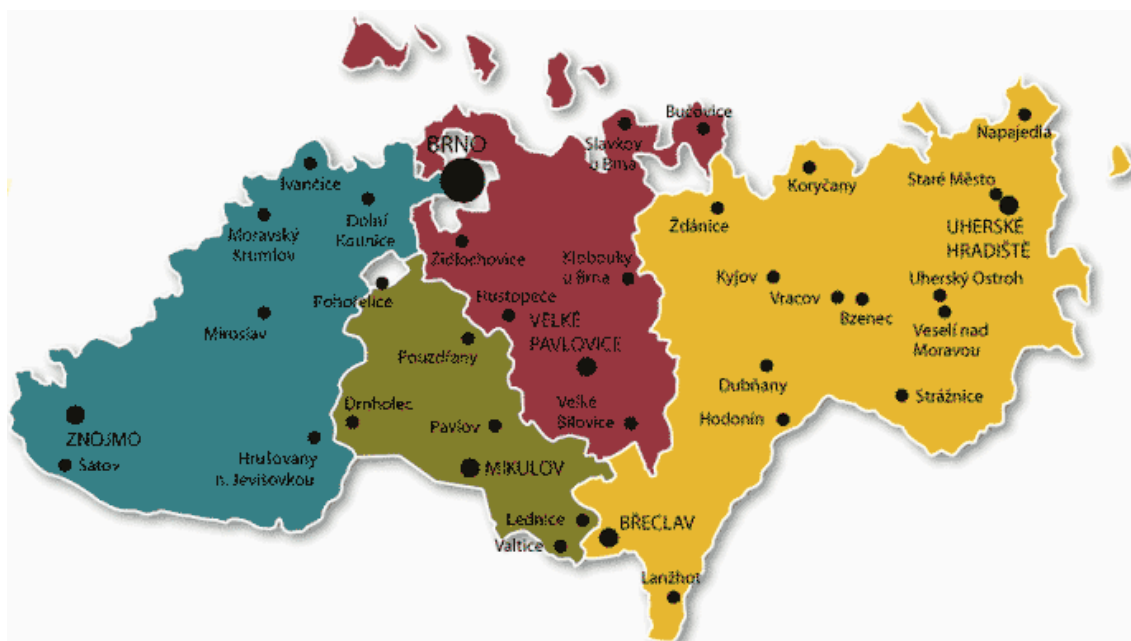 Bučovice
BRNO
Slavkov
u Brna
Napajedla
Ivančice
Koryčany
Staré Město
Dolní
Kounice
Moravský
Krumlov
Ždánice
UHERSKÉ
HRADIŠTĚ
Židlochovice
Klobouky
u Brna
Kyjov
Uherský Ostroh
Pohořelice
Hustopeče
Vracov
Bzenec
VELKÉ
PAVLOVICE
Miroslav
Veselí nad
Moravou
Pouzdřany
Dubňany
Drnholec
Velké
Bílovice
Strážnice
Pavlov
Hodonín
ZNOJMO
Šatov
Hrušovany
n. Jevišovkou
MIKULOV
Lednice
BŘECLAV
Valtice
Lanžhot